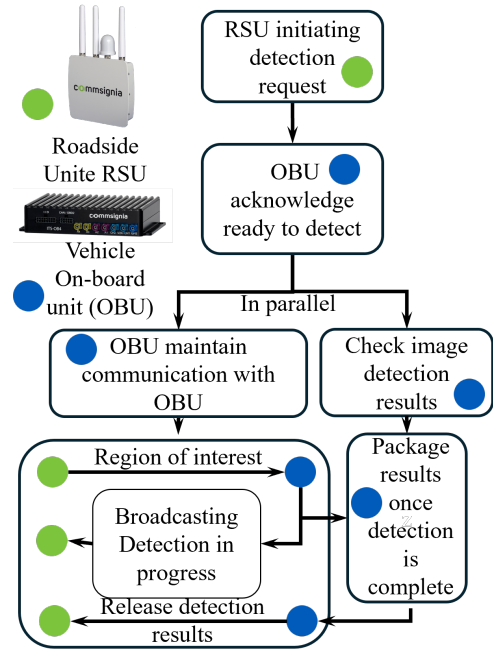 RSU initiating
detection
request
commsignia
Roadside
Unite RSU
commsignia
Vehicle
On-board
unit (OBU)
OBU
acknowledge
ready to detect
In parallel
OBU maintain
communication with
OBU
Check image
detection
results
Region of interest
Broadcasting
Detection in
progress
Release detection
results
Package
results
once
detection
is
complete